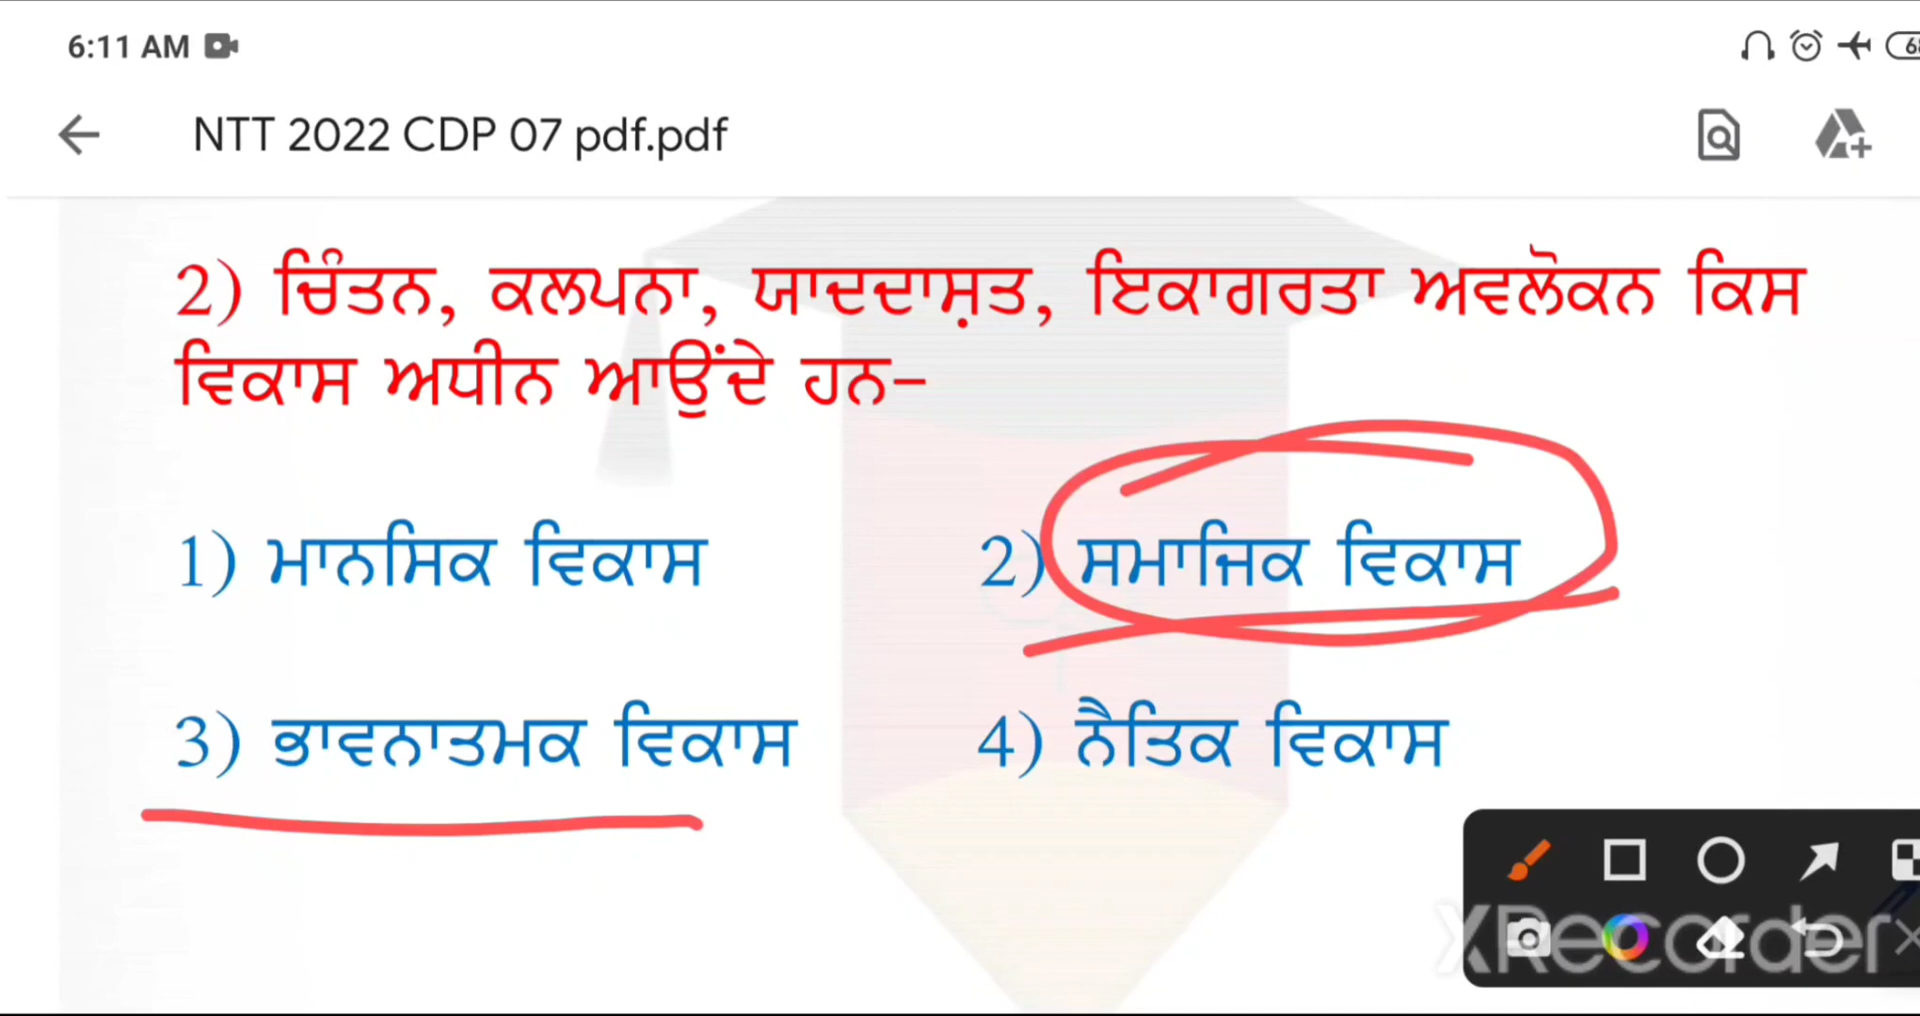 6:11 AM
NTT 2022 CDP 07 pdf.pdf
2) ਚਿੰਤਨ, ਕਲਪਨਾ, ਯਾਦਦਾਸ਼ਤ, ਇਕਾਗਰਤਾ ਅਵਲੋਕਨ ਕਿਸ
ਵਿਕਾਸ ਅਧੀਨ ਆਉਂਦੇ ਹਨ-
1) ਮਾਨਸਿਕ ਵਿਕਾਸ 2) ਸਮਾਜਿਕ ਵਿਕਾਸ
3) ਭਾਵਨਾਤਮਕ ਵਿਕਾਸ 4) ਨੈਤਿਕ ਵਿਕਾਸ
XRecorder